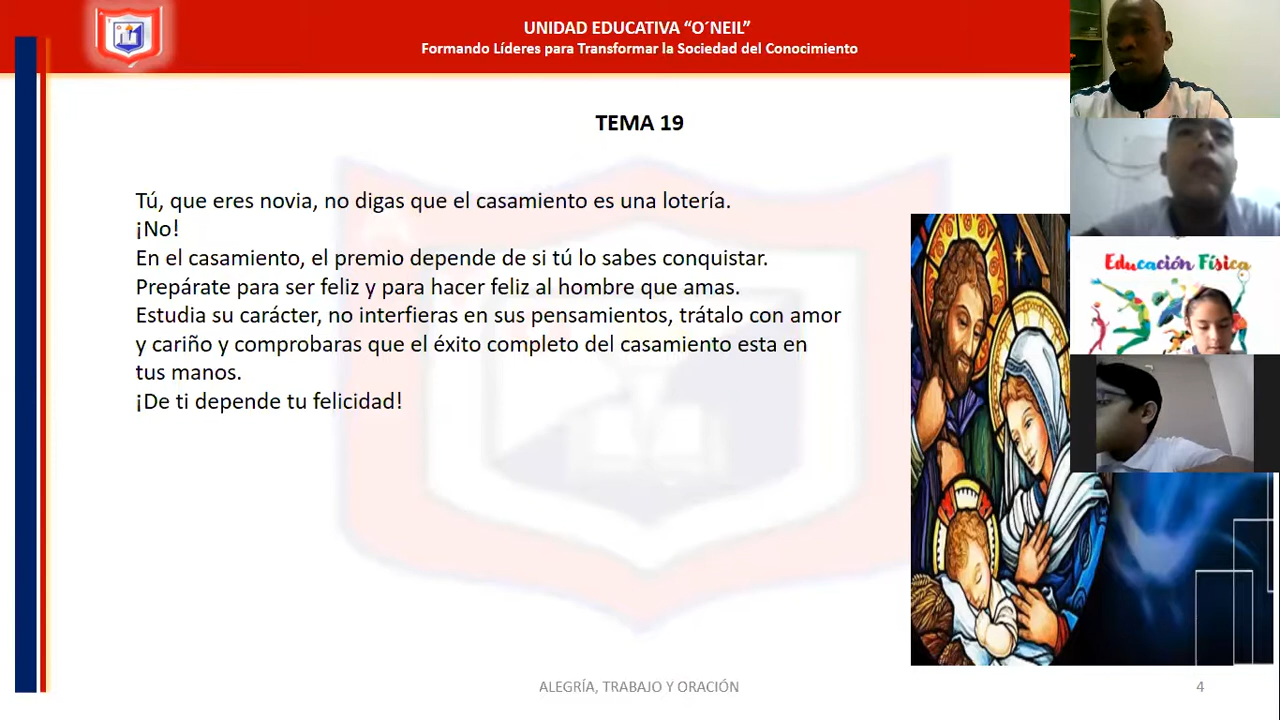 UNIDAD EDUCATIVA “O´NEIL”
Formando Líderes para Transformar la Sociedad del Conocimiento
TEMA 19
Tú, que eres novia, no digas que el casamiento es una lotería.
¡No!
En el casamiento, el premio depende de si tú lo sabes conquistar.
Prepárate para ser feliz y para hacer feliz al hombre que amas.
Estudia su carácter, no interfieras en sus pensamientos, trátalo con amor
y cariño y comprobaras que el éxito completo del casamiento esta en
tus manos.
¡De ti depende tu felicidad!
Educación Física
ALEGRÍA, TRABAJO Y ORACIÓN
4